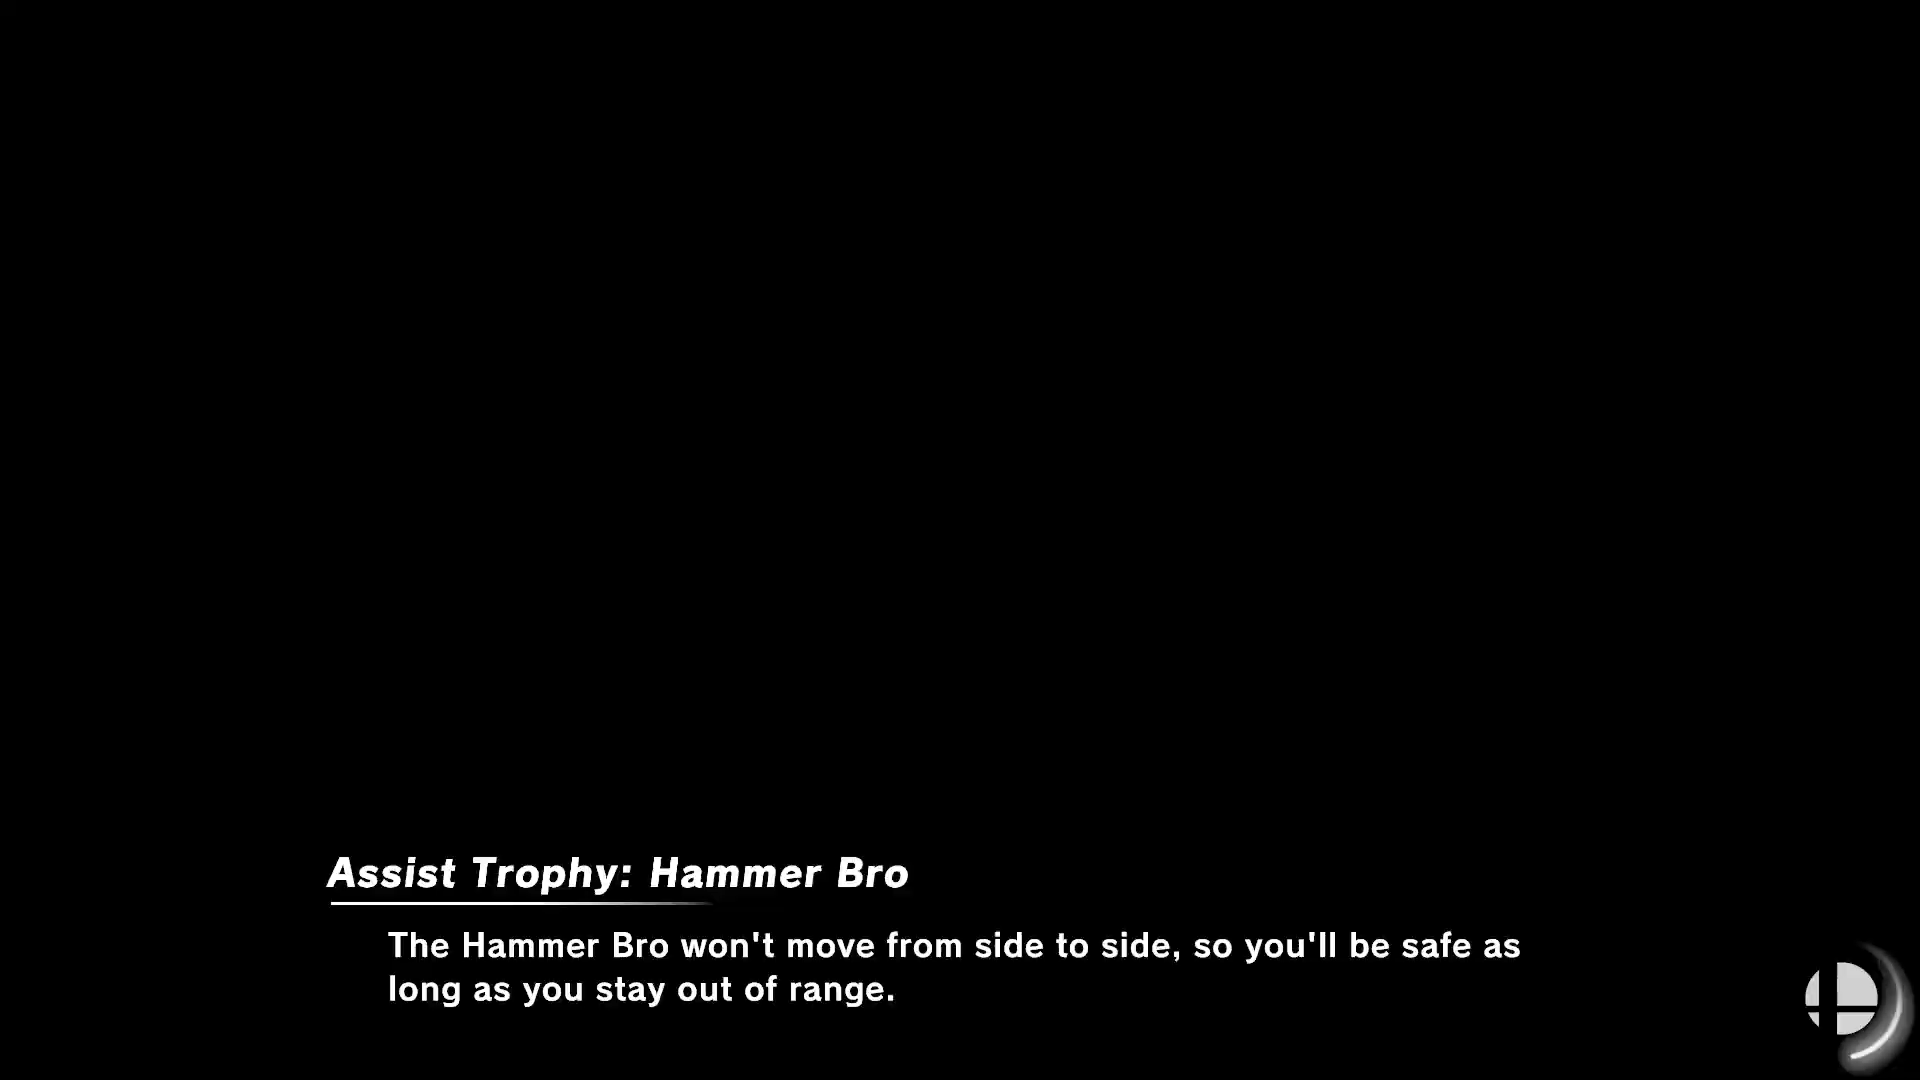 Assist Trophy: Hammer Bro
The Hammer Bro won't move from side to side, so you'll be safe as
long as you stay out of range.